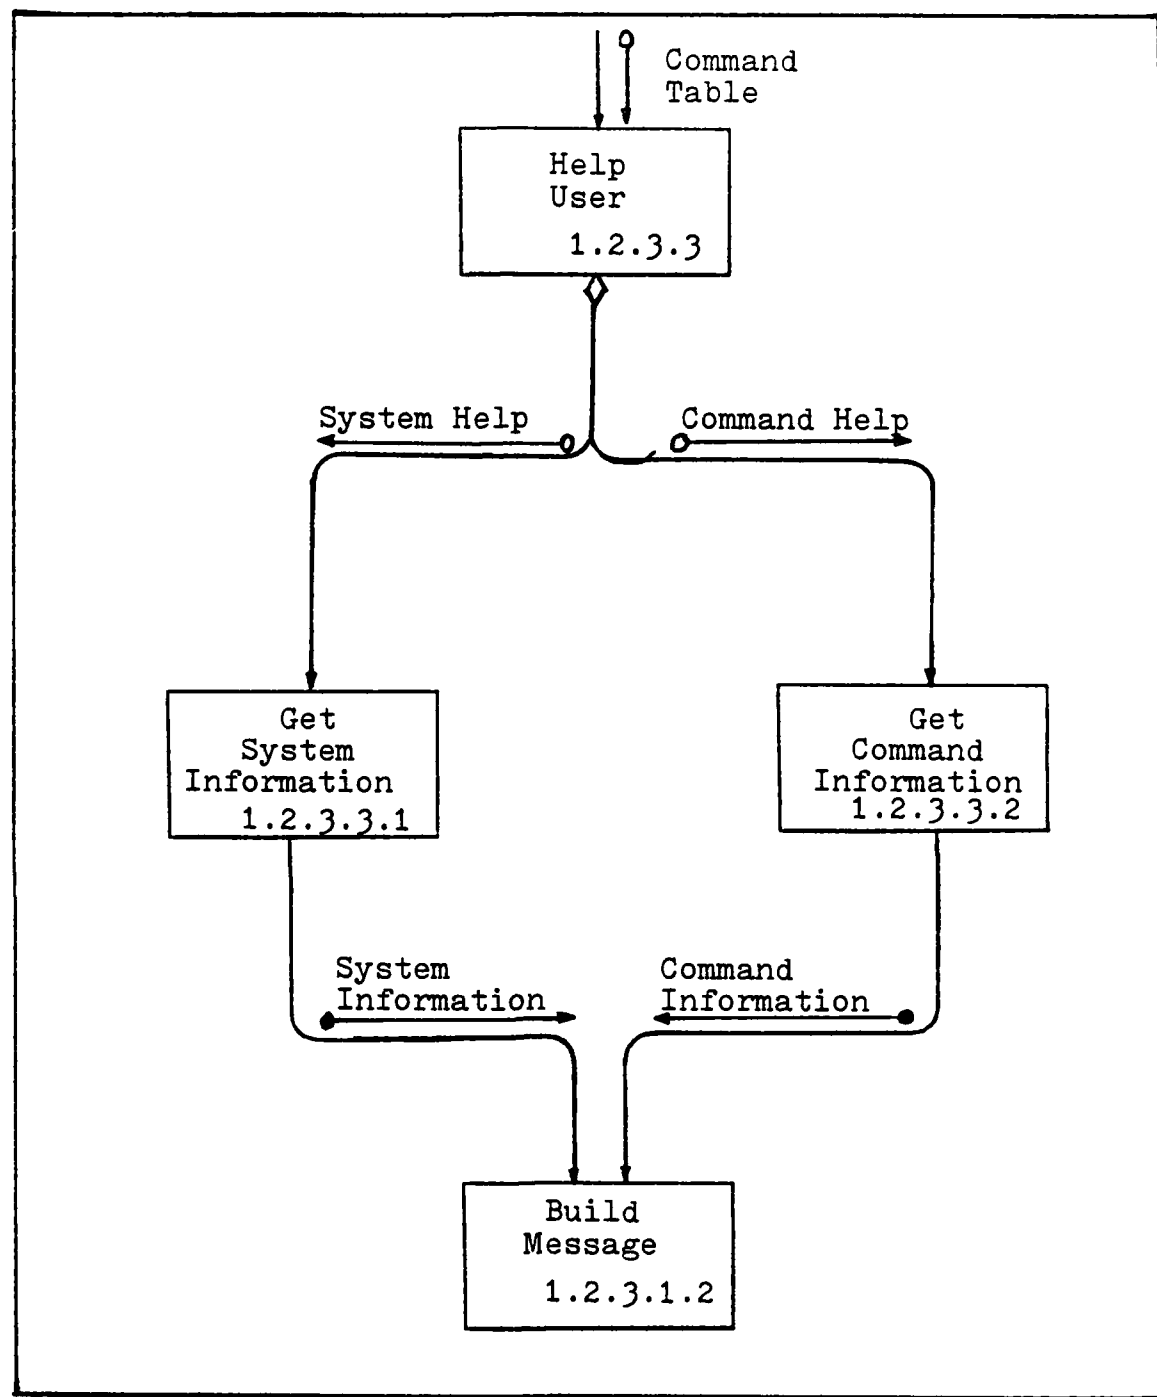 Command
Table
Help
User
1.2.3.3
System Help
Command Help
Get
System
Information
1.2.3.3.1
Get
Command
Information
1.2.3.3.2
System
Information
Command
Information
Build
Message
1.2.3.1.2